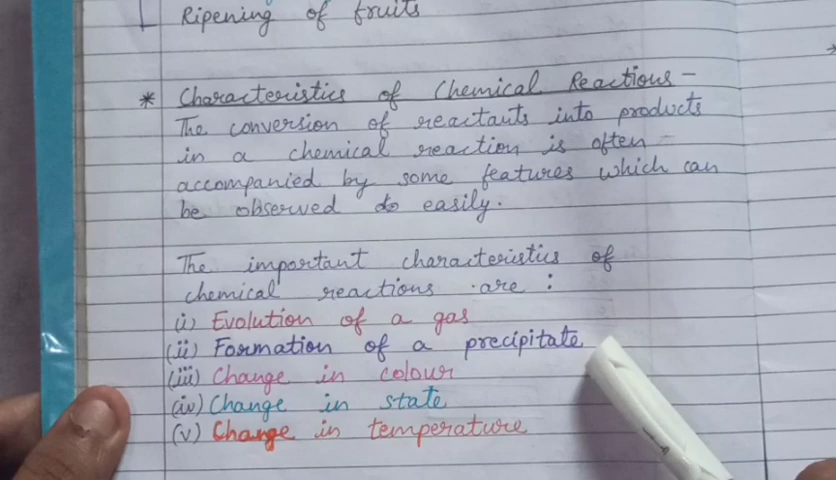 Ripening of fruits
* Characteristics of Chemical Reactions -
The conversion of reactants into products
in a chemical reaction is often
accompanied by some features which can
be observed do easily.
The important characteristics of
chemical reactions are :
(i) Evolution of a gas
(ii) Formation of a precipitate
(iii) Change in colour
(iv) Change in state
(v) Change in temperature